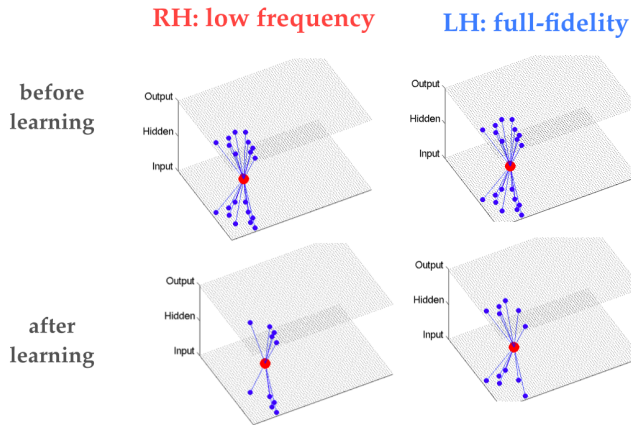 RH: low frequency
LH: full-fidelity
before
learning
Output
Hidden
Input
Output
Hidden
Input
after
learning
Output
Hidden
Input
Output
Hidden
Input